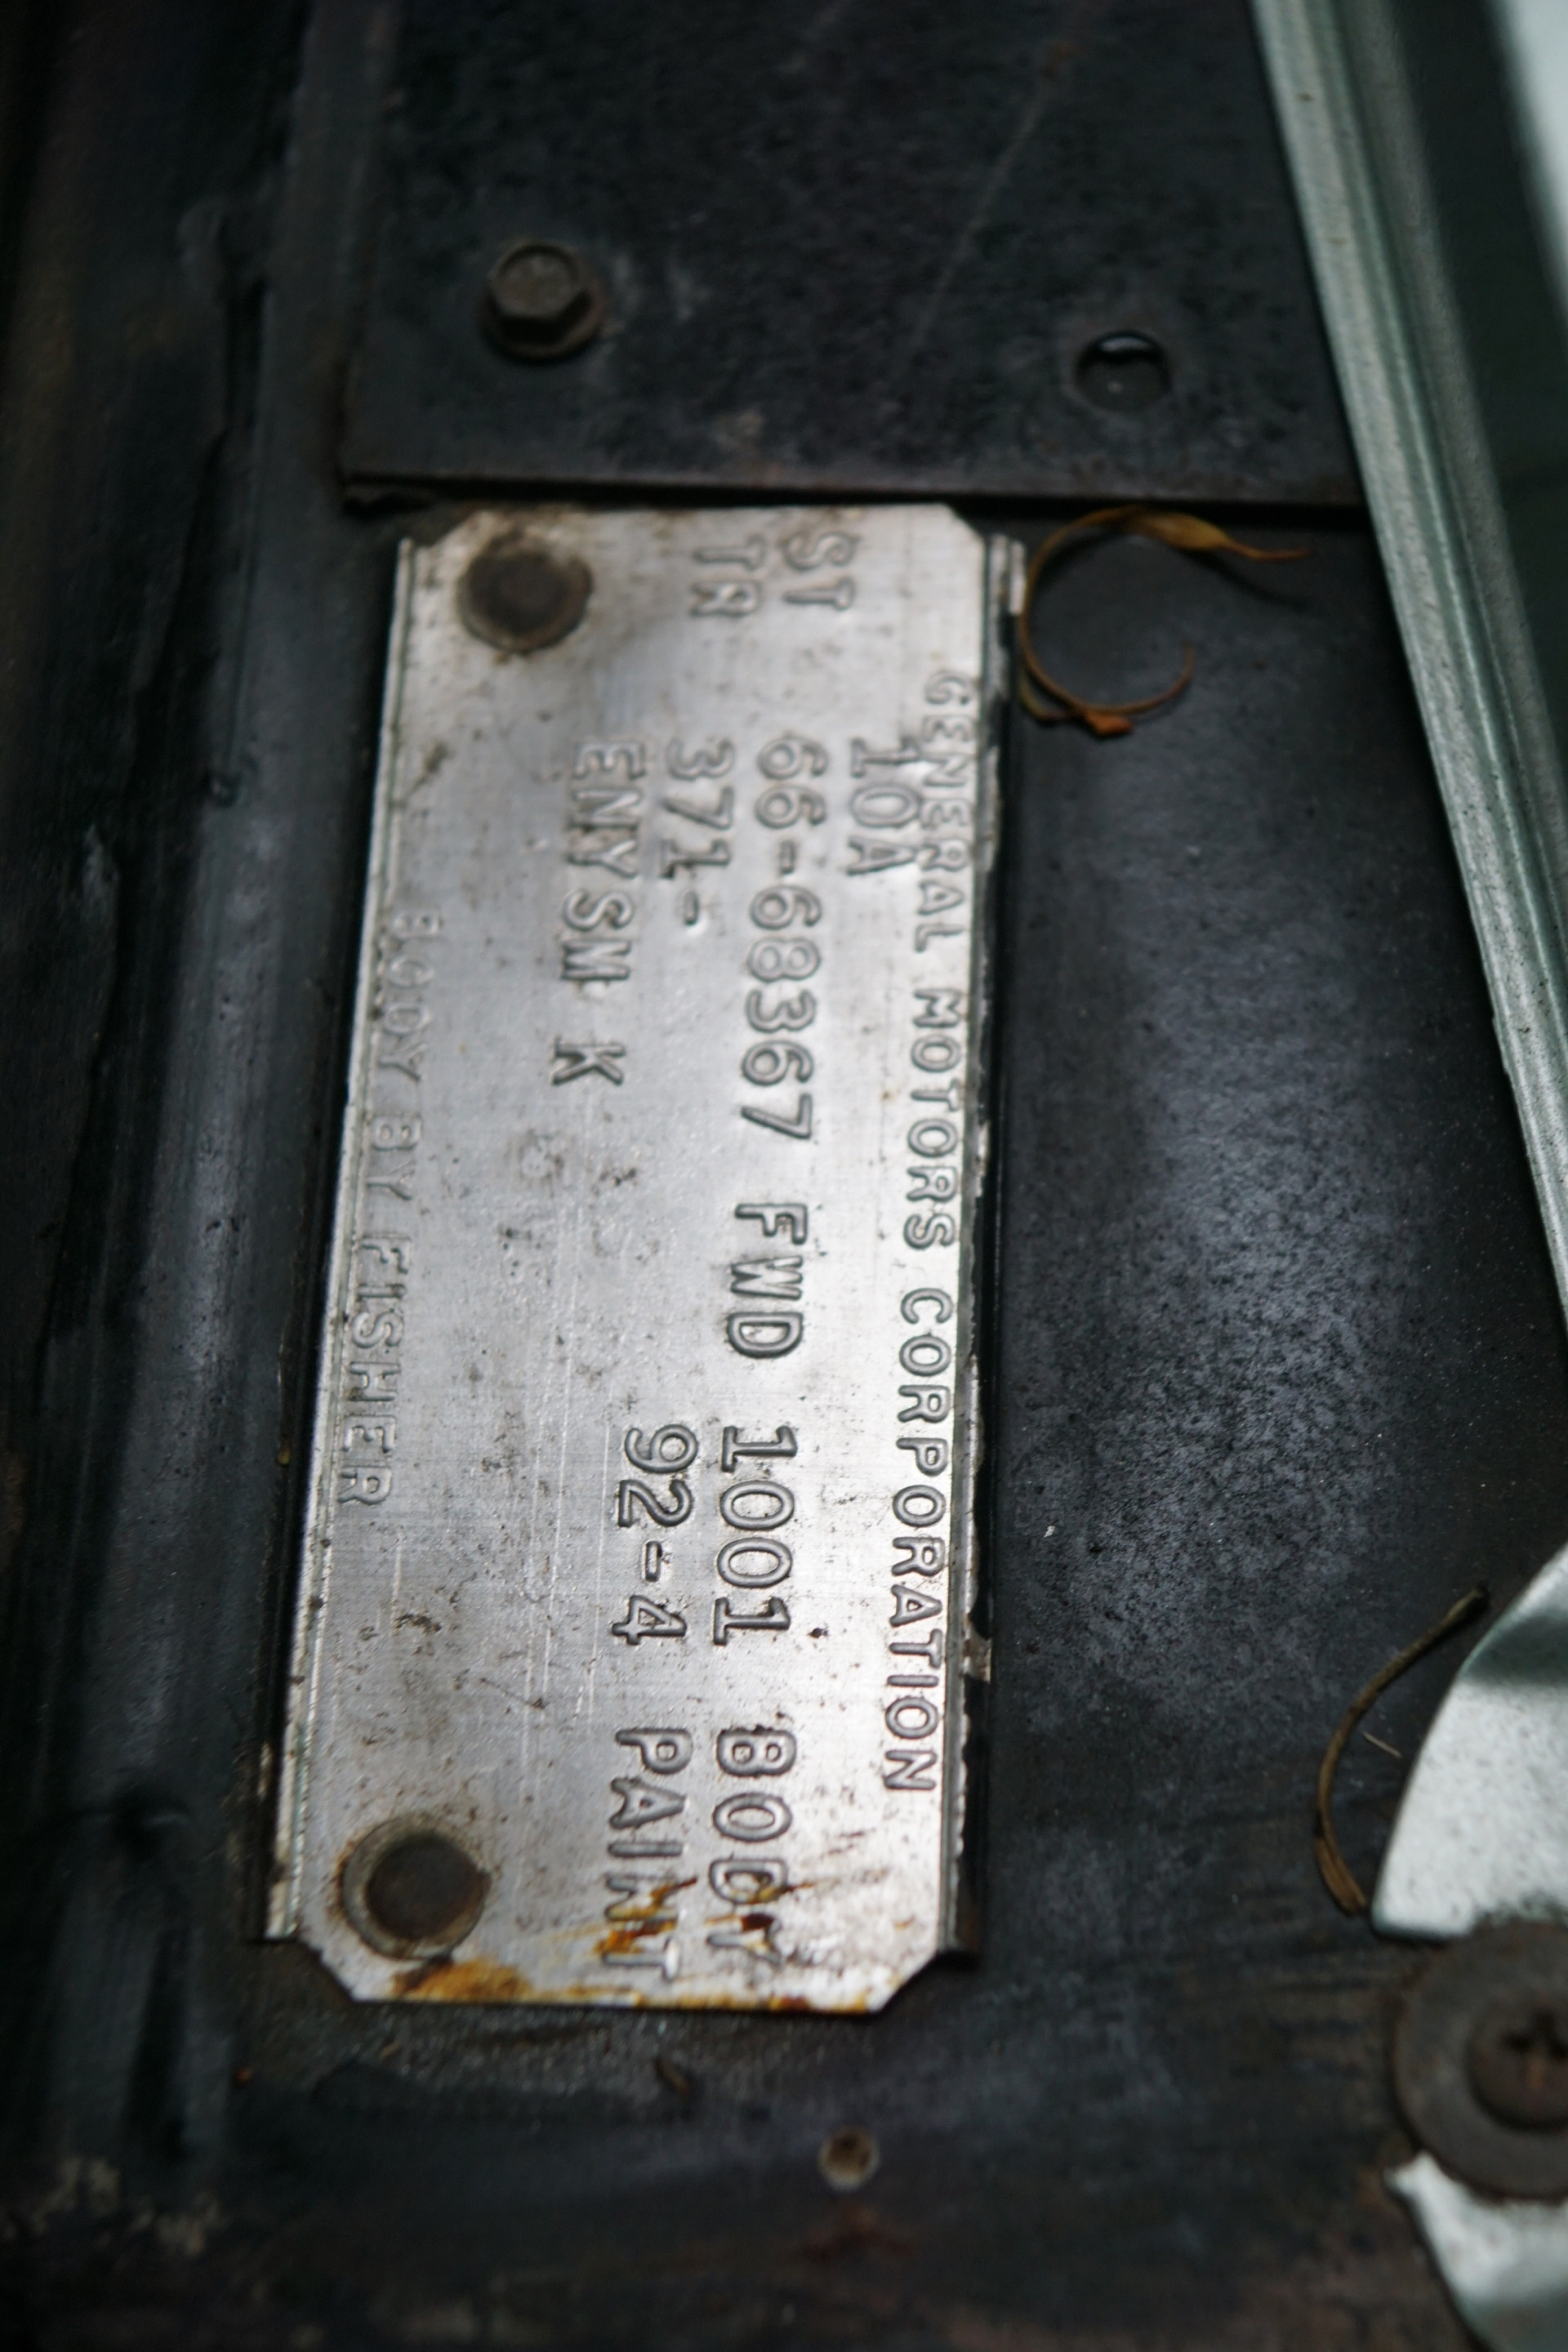 GENERAL MOTORS CORPORATION
10A
ST 66-68367 FWD 1001 BODY
TR 371- 92-4 PAINT
ENYSM K
BODY BY FISHER